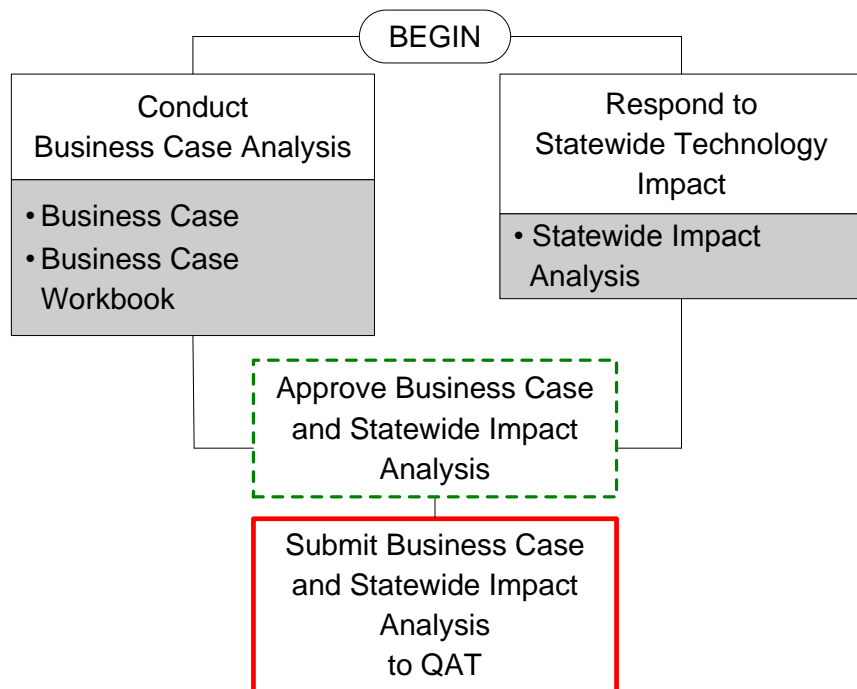 BEGIN
Conduct
Business Case Analysis
• Business Case
• Business Case
Workbook
Respond to
Statewide Technology
Impact
• Statewide Impact
Analysis
Approve Business Case
and Statewide Impact
Analysis
Submit Business Case
and Statewide Impact
Analysis
to QAT